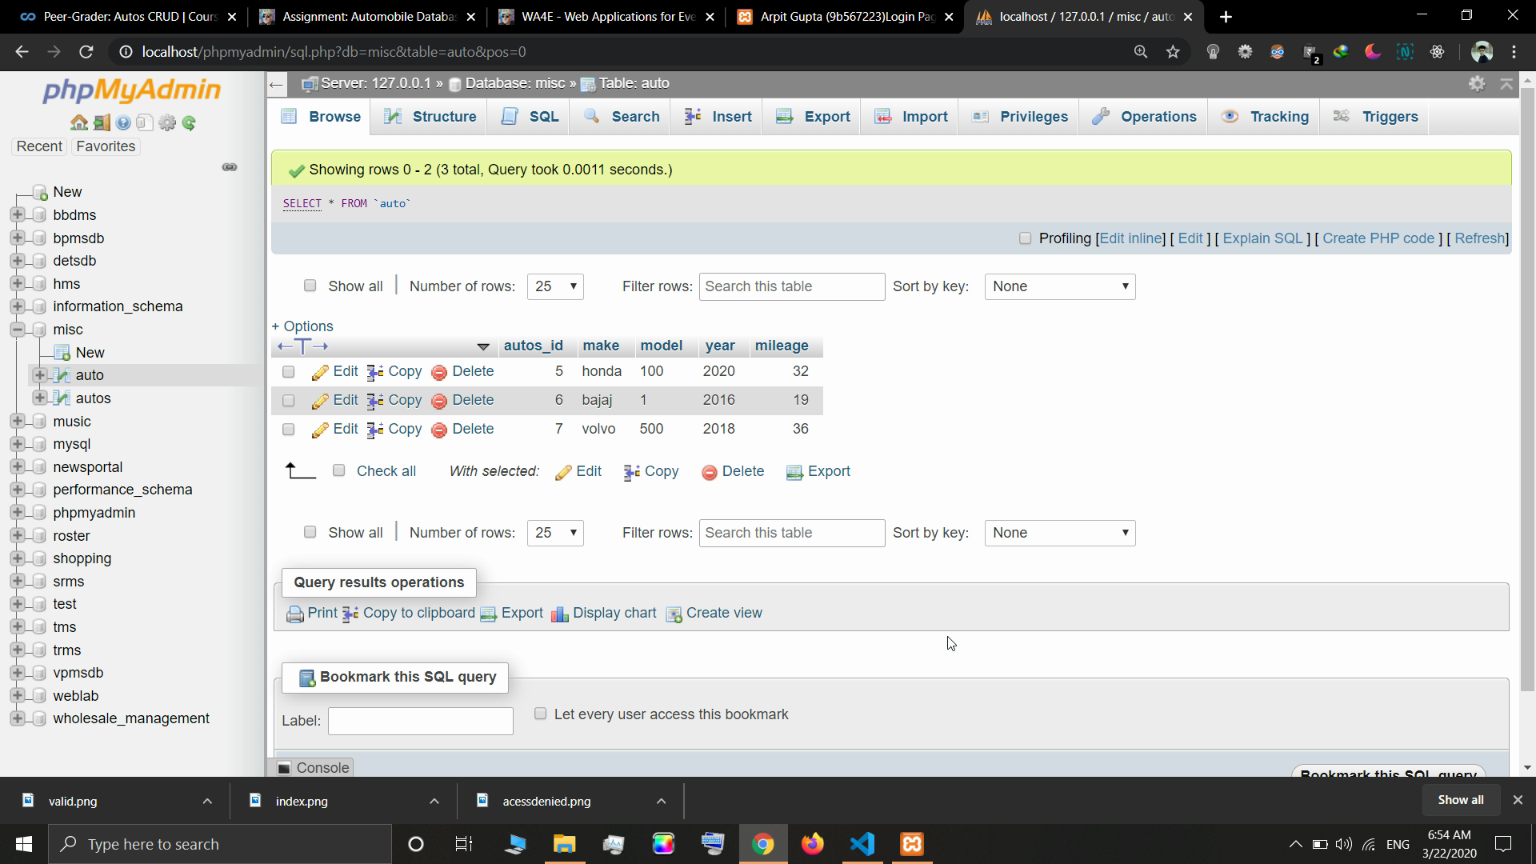 Peer-Grader: Autos CRUD | Cours
Assignment: Automobile Databas
WA4E - Web Applications for Eve
Arpit Gupta (9b567223)Login Pag
localhost / 127.0.0.1 / misc / auto
localhost/phpmyadmin/sql.php?db=misc&table=auto&pos=0
2
phpMyAdmin
Recent Favorites
New
bbdms
bpmsdb
detsdb
hms
information_schema
misc
New
auto
autos
music
mysql
newsportal
performance_schema
phpmyadmin
roster
shopping
srms
test
tms
trms
vpmsdb
weblab
wholesale_management
Server: 127.0.0.1 » Database: misc » Table: auto
Browse Structure SQL Search Insert Export Import Privileges Operations Tracking Triggers
Showing rows 0 - 2 (3 total, Query took 0.0011 seconds.)
SELECT * FROM `auto`
Profiling [Edit inline] [ Edit ] [ Explain SQL ] [ Create PHP code ] [ Refresh]
Show all | Number of rows: 25 Filter rows: Search this table Sort by key: None
+ Options
autos_id make model year mileage
Edit Copy Delete 5 honda 100 2020 32
Edit Copy Delete 6 bajaj 1 2016 19
Edit Copy Delete 7 volvo 500 2018 36
Check all With selected: Edit Copy Delete Export
Show all | Number of rows: 25 Filter rows: Search this table Sort by key: None
Query results operations
Print Copy to clipboard Export Display chart Create view
Bookmark this SQL query
Label: Let every user access this bookmark
Console
Bookmark this SQL query
valid.png index.png acessdenied.png Show all
Type here to search
ENG
6:54 AM
3/22/2020